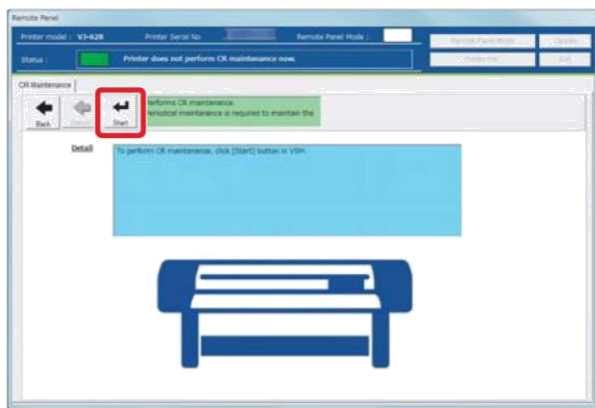 Remote Panel
Printer model : VJ-628 Printer Serial No Remote Panel Mode :
Status : Printer does not perform CR maintenance now.
CR Maintenance
Performs CR maintenance.
Periodical maintenance is required to maintain the
Back Start
Detail To perform CR maintenance, click [Start] button in VSM.